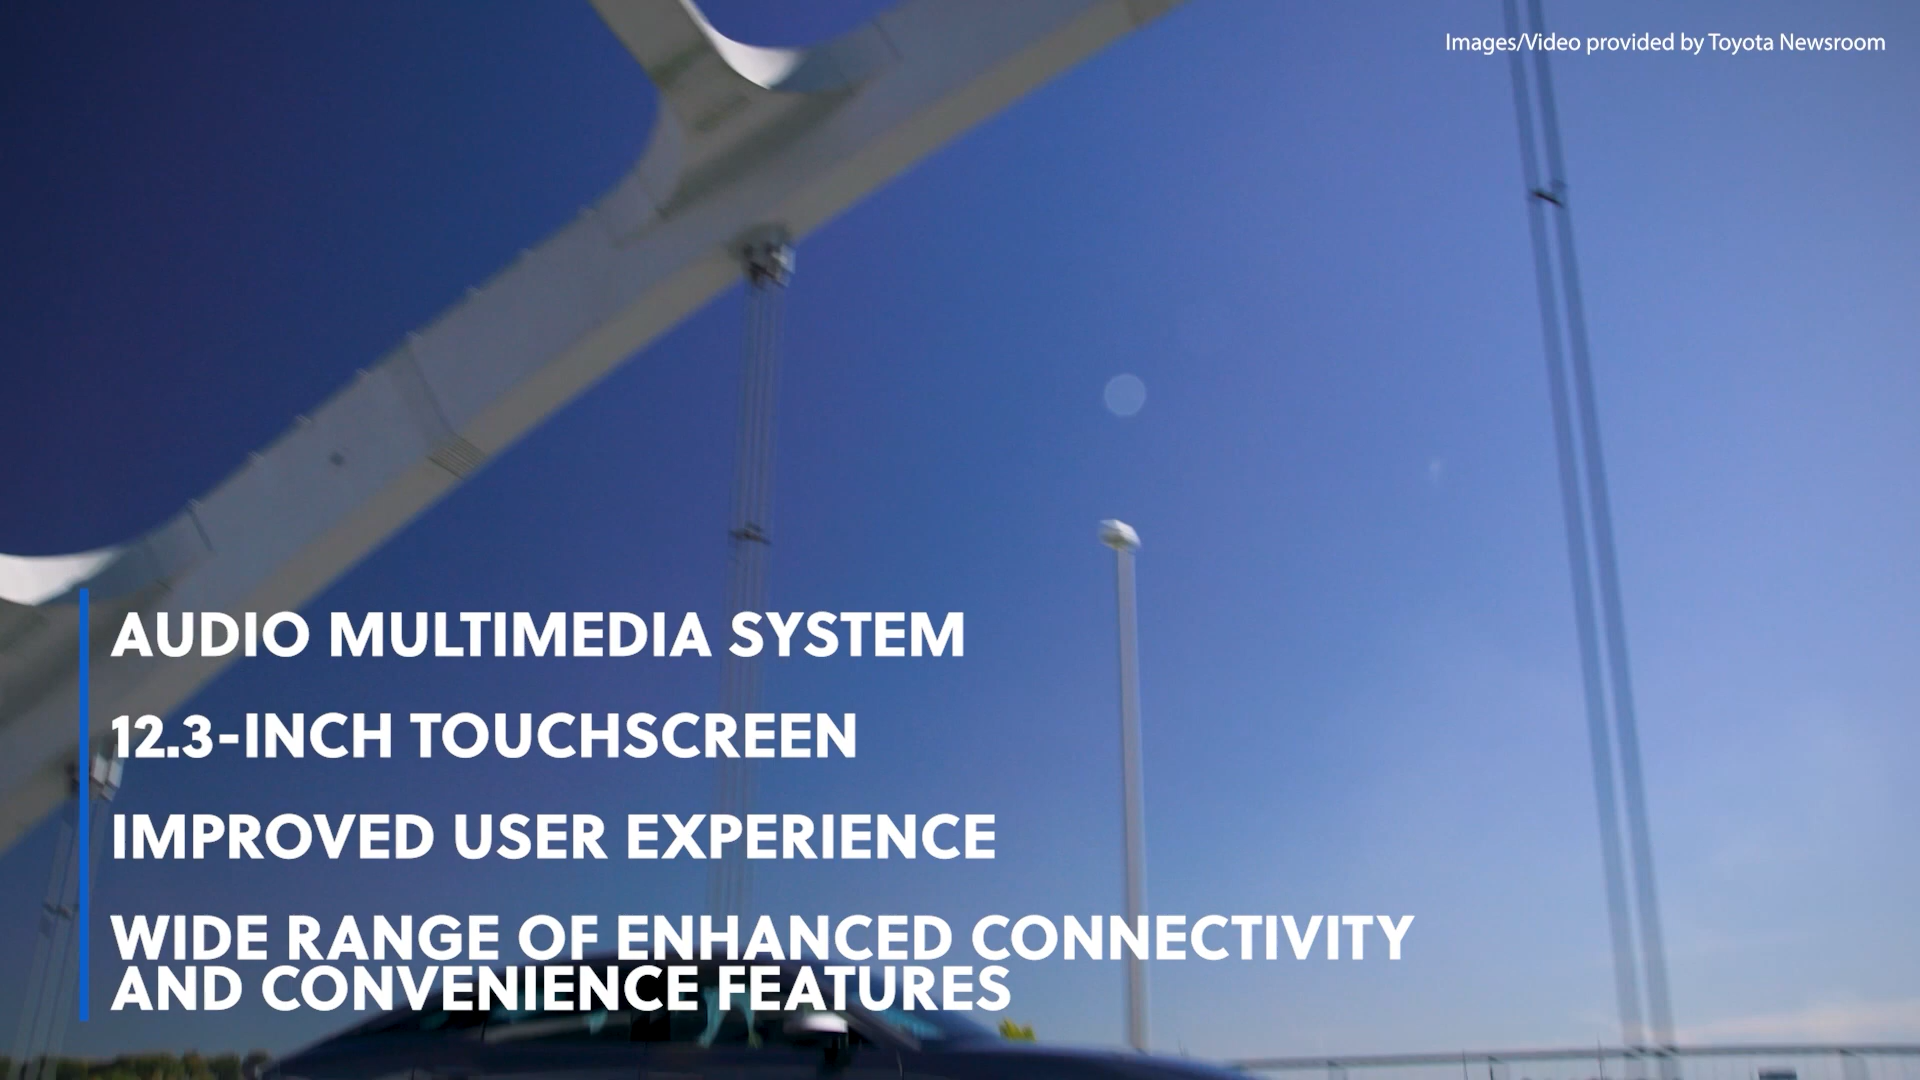 Images/Video provided by Toyota Newsroom
AUDIO MULTIMEDIA SYSTEM
12.3-INCH TOUCHSCREEN
IMPROVED USER EXPERIENCE
WIDE RANGE OF ENHANCED CONNECTIVITY
AND CONVENIENCE FEATURES